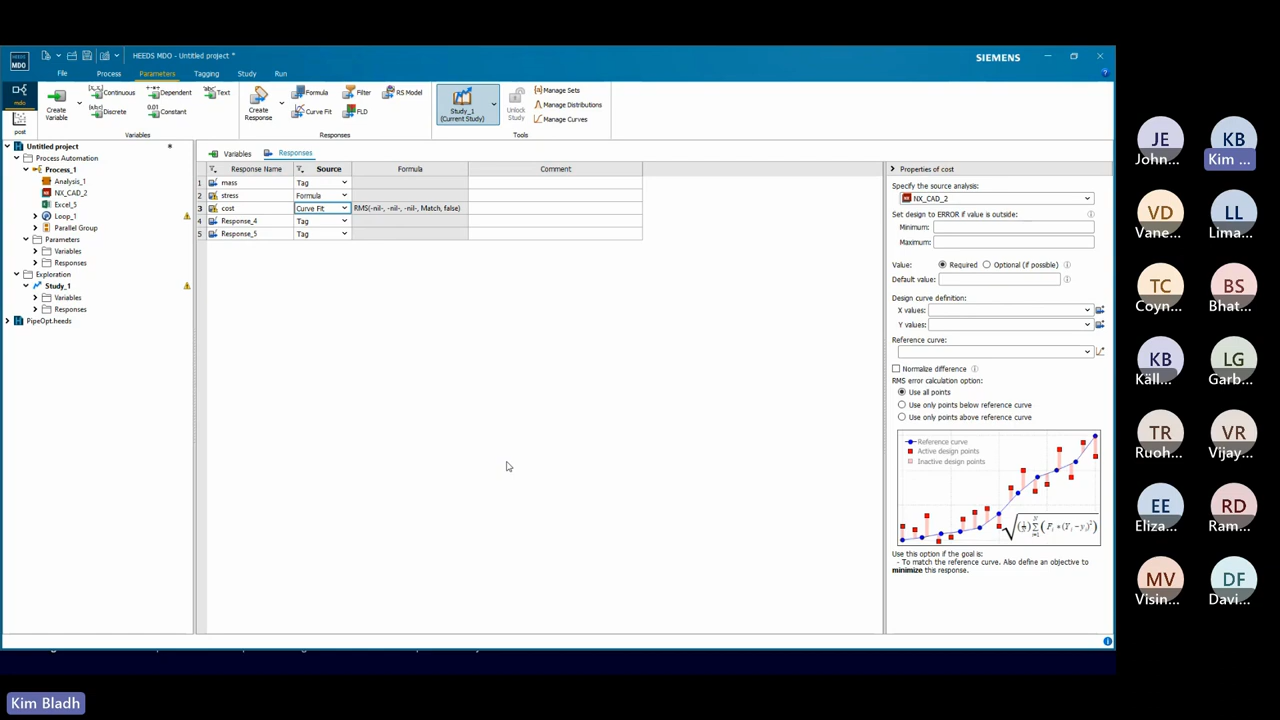 HEEDS MDO - Untitled project *
SIEMENS
HEEDS
MDO
File
Process
Parameters
Tagging
Study
Run
mdo
post
Create
Variable
Continuous
Discrete
Dependent
0.01
Constant
Text
Variables
Create
Response
Formula
Curve Fit
Filter
FLD
RS Model
Responses
Study_1
(Current Study)
Unlock
Study
Manage Sets
Manage Distributions
Manage Curves
Tools
Untitled project *
Process Automation
Process_1
Analysis_1
NX_CAD_2
Excel_5
Loop_1
Parallel Group
Parameters
Variables
Responses
Exploration
Study_1
Variables
Responses
PipeOpt.heeds
Variables
Responses
Response Name Source Formula Comment
1 mass Tag
2 stress Formula
3 cost Curve Fit RMS(-nil-, -nil-, -nil-, Match, false)
4 Response_4 Tag
5 Response_5 Tag
Properties of cost
Specify the source analysis:
NX_CAD_2
Set design to ERROR if value is outside:
Minimum:
Maximum:
Value: Required Optional (if possible)
Default value:
Design curve definition:
X values:
Y values:
Reference curve:
Normalize difference
RMS error calculation option:
Use all points
Use only points below reference curve
Use only points above reference curve
Reference curve
Active design points
Inactive design points
Use this option if the goal is:
- To match the reference curve. Also define an objective to
minimize this response.
JE
John...
KB
Kim ...
VD
Vane...
LL
Lima...
TC
Coyn...
BS
Bhat...
KB
Käll...
LG
Garb...
TR
Ruoh...
VR
Vijay...
EE
Eliza...
RD
Ram...
MV
Visin...
DF
Davi...
Kim Bladh